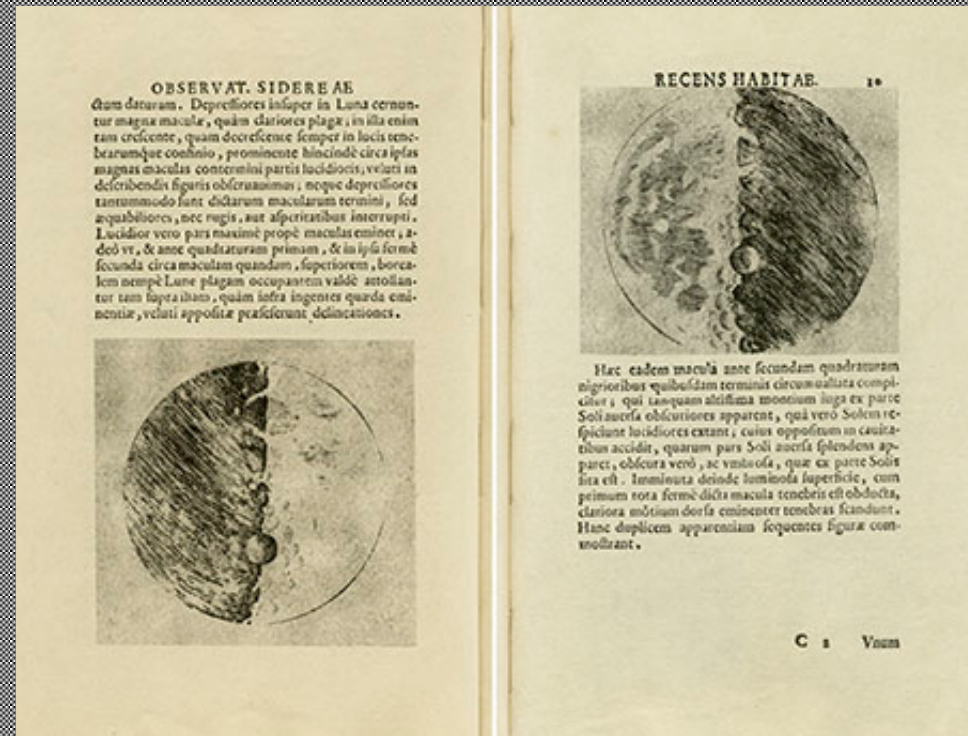 OBSERVAT. SIDEREAE
ctum daturam. Depreſſiores inſuper in Luna cernun-
tur magnæ maculæ, quàm clariores plagæ; in illa enim
tam creſcente, quam decreſcente ſemper in lucis tene-
brarumque confinio, prominente hincindè circa ipſas
magnas maculas contermini partis lucidioris; veluti in
deſcribendis figuris obſeruauimus; neque depreſſiores
tantummodo ſunt dictarum macularum termini, ſed
æquabiliores, nec rugis, aut aſperitatibus interrupti.
Lucidior vero pars maximè propè maculas eminet; a-
deò vt, & ante quadraturam primam, & in ipſa fermè
ſecunda circa maculam quandam, ſuperiorem, borea-
lem nempè Lunæ plagam occupantem valdè attollan-
tur tam ſupra illam, quàm infra ingentes quædã emi-
nentiæ, veluti appoſitæ præſeferunt delineationes.
RECENS HABITAE. 10
Hæc eadem macula ante ſecundam quadraturam
nigrioribus quibuſdam terminis circumuallata conſpi-
citur; qui tanquam altiſſima montium iuga ex parte
Soli auerſa obſcuriores apparent, quà verò Solem re-
ſpiciunt lucidiores extant; cuius oppoſitum in cauita-
tibus accidit, quarum pars Soli auerſa ſplendens ap-
paret, obſcura verò, ac vmbroſa, quæ ex parte Solis
ſita eſt. Imminuta deinde luminoſa ſuperficie, cum
primum tota fermè dicta macula tenebris eſt obducta,
clariora mõtium dorſa eminenter tenebras ſcandunt.
Hanc duplicem apparentiam ſequentes figuræ com-
moſtrant.
C 2 Vnum